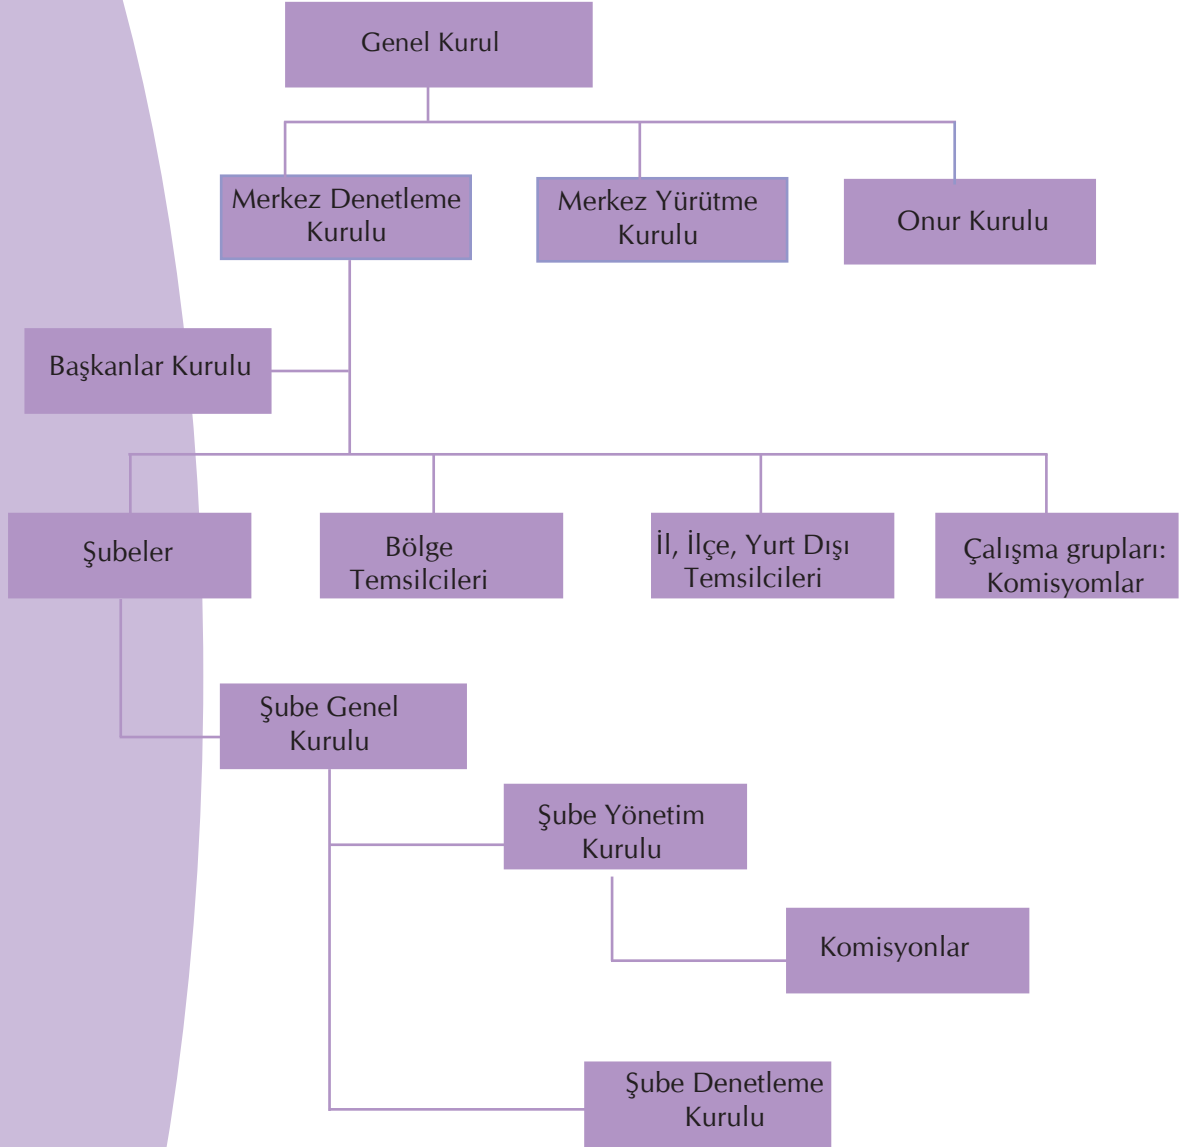 Genel Kurul
Merkez Denetleme
Kurulu
Merkez Yürütme
Kurulu
Onur Kurulu
Başkanlar Kurulu
Şubeler
Bölge
Temsilcileri
İl, İlçe, Yurt Dışı
Temsilcileri
Çalışma grupları:
Komisyomlar
Şube Genel
Kurulu
Şube Yönetim
Kurulu
Komisyonlar
Şube Denetleme
Kurulu